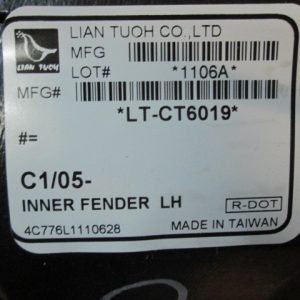 LIAN TUOH CO.,LTD
MFG
LIAN TUOH
LOT# *1106A*
MFG#
*LT-CT6019*
#=
C1/05-
INNER FENDER LH R-DOT
4C776L1110628 MADE IN TAIWAN